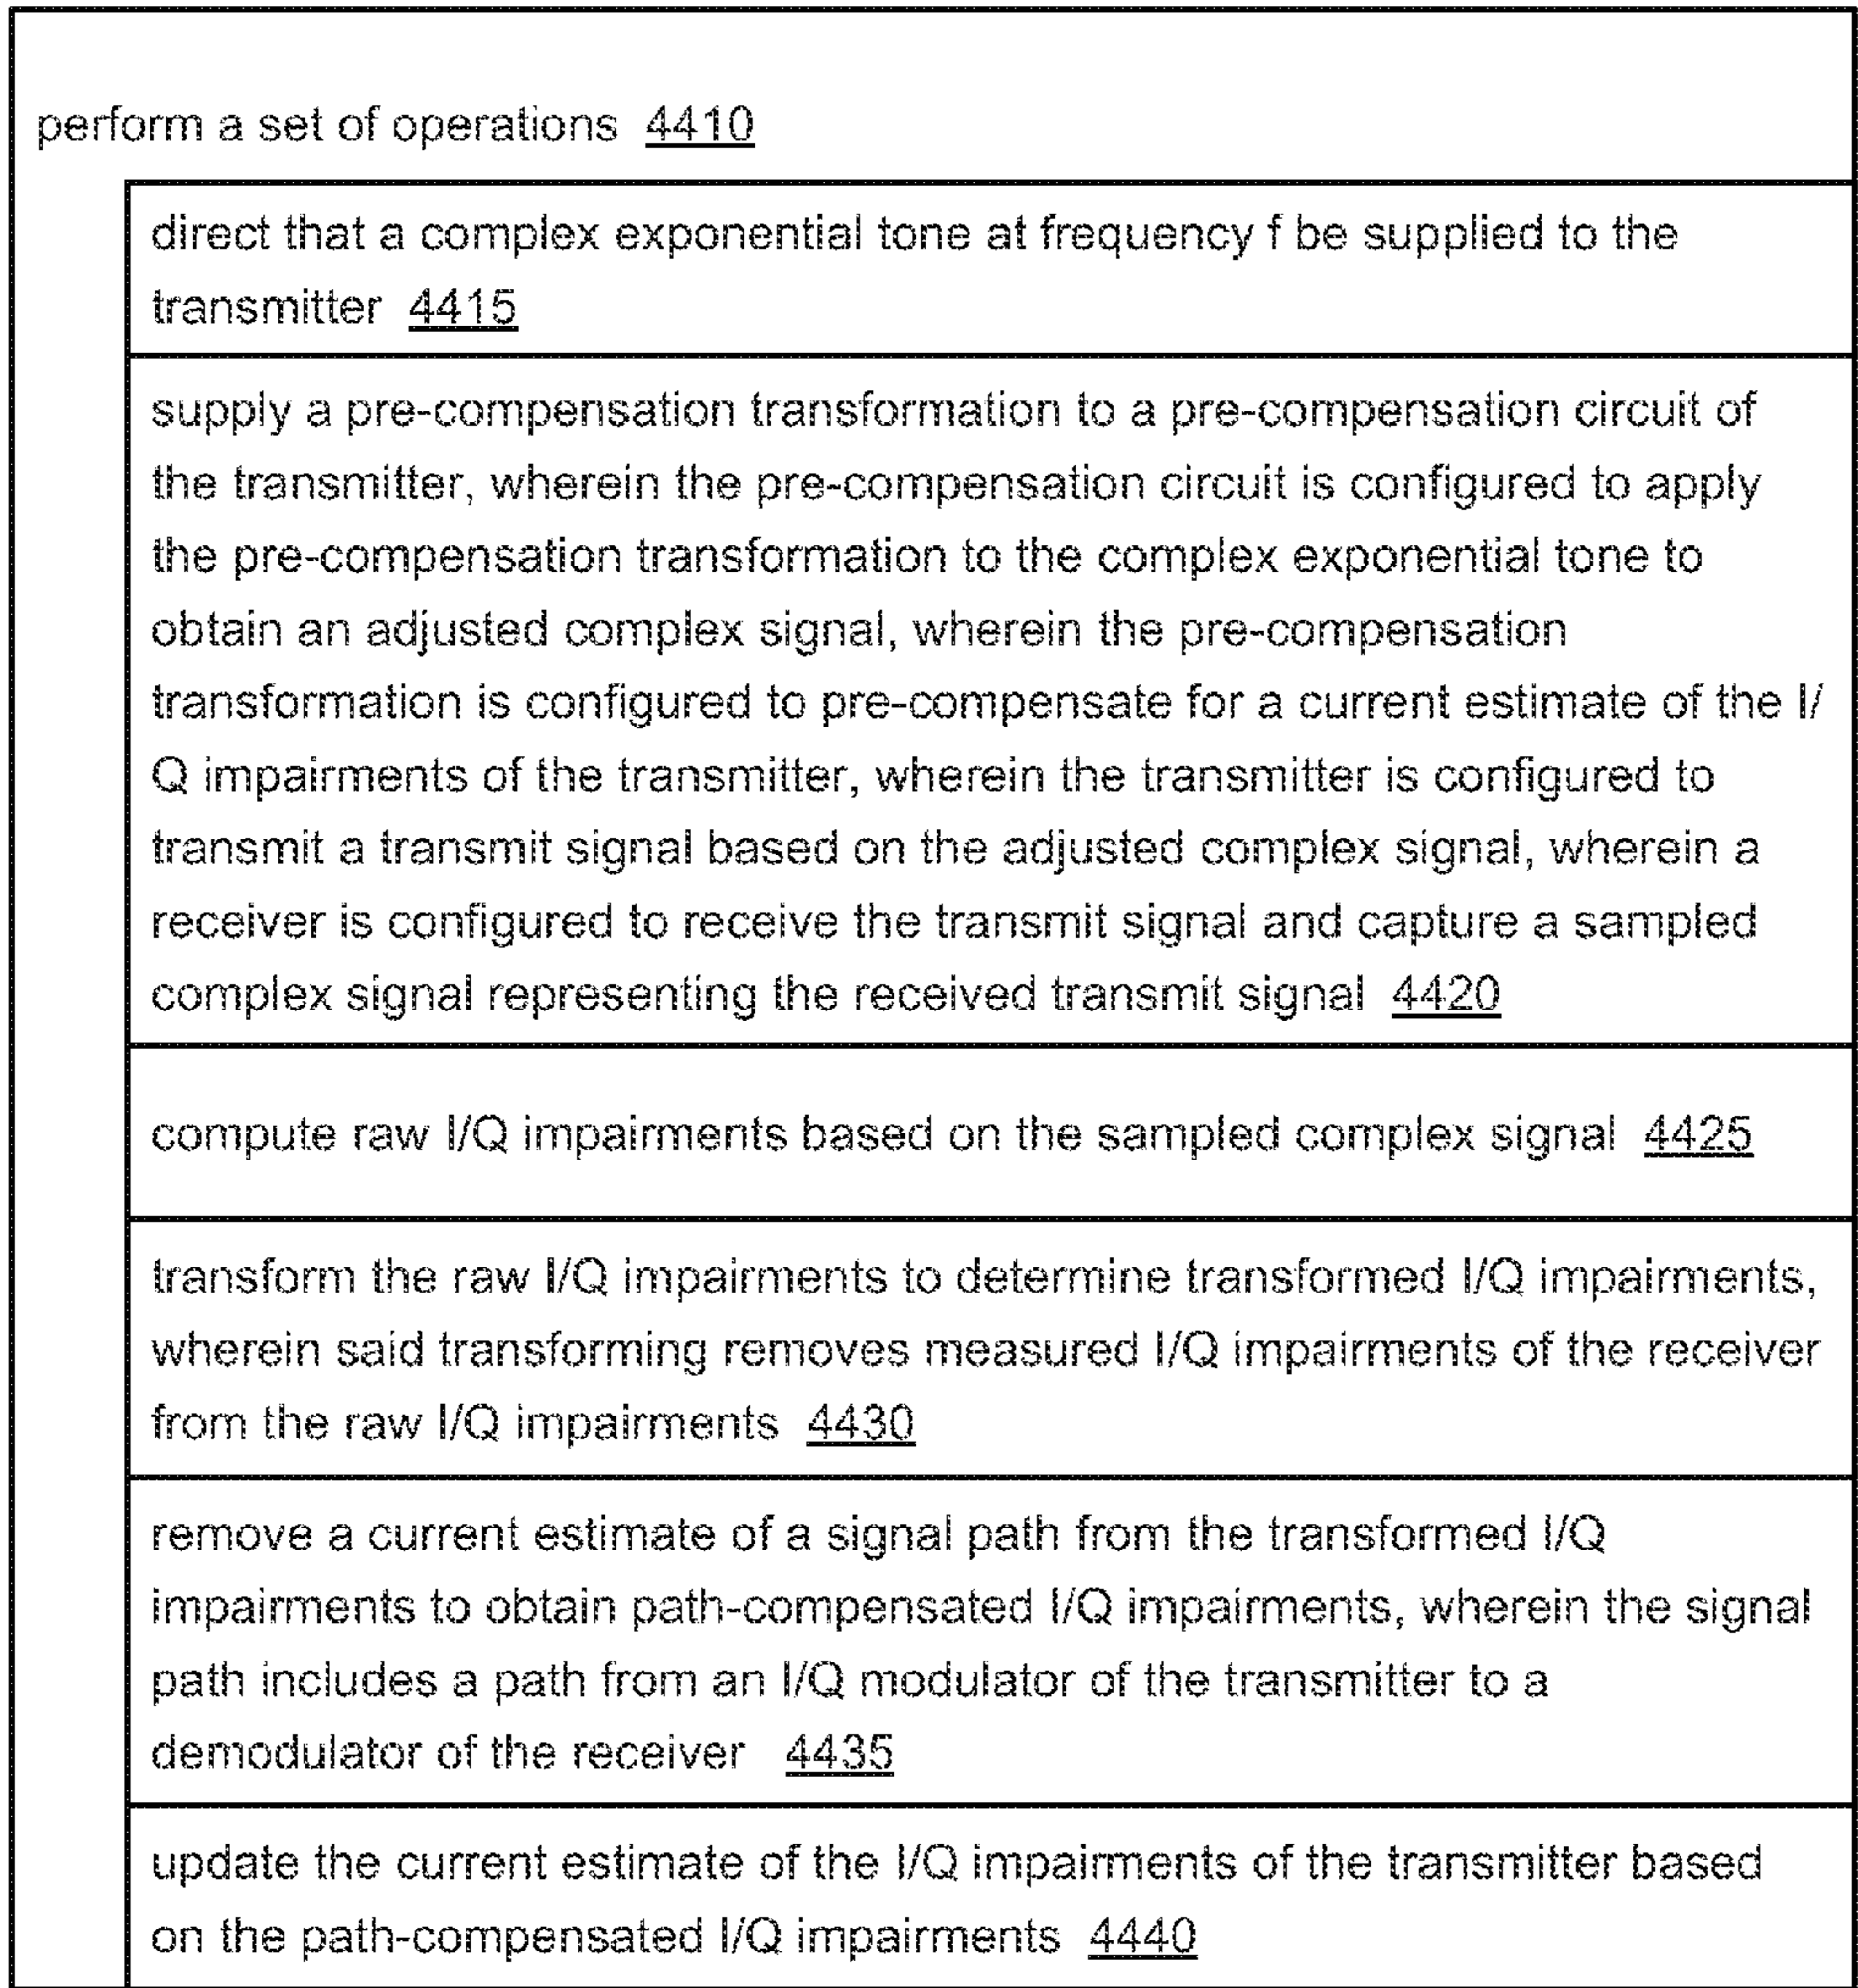 perform a set of operations 4410
direct that a complex exponential tone at frequency f be supplied to the
transmitter 4415
supply a pre-compensation transformation to a pre-compensation circuit of
the transmitter, wherein the pre-compensation circuit is configured to apply
the pre-compensation transformation to the complex exponential tone to
obtain an adjusted complex signal, wherein the pre-compensation
transformation is configured to pre-compensate for a current estimate of the I/
Q impairments of the transmitter, wherein the transmitter is configured to
transmit a transmit signal based on the adjusted complex signal, wherein a
receiver is configured to receive the transmit signal and capture a sampled
complex signal representing the received transmit signal 4420
compute raw I/Q impairments based on the sampled complex signal 4425
transform the raw I/Q impairments to determine transformed I/Q impairments,
wherein said transforming removes measured I/Q impairments of the receiver
from the raw I/Q impairments 4430
remove a current estimate of a signal path from the transformed I/Q
impairments to obtain path-compensated I/Q impairments, wherein the signal
path includes a path from an I/Q modulator of the transmitter to a
demodulator of the receiver 4435
update the current estimate of the I/Q impairments of the transmitter based
on the path-compensated I/Q impairments 4440